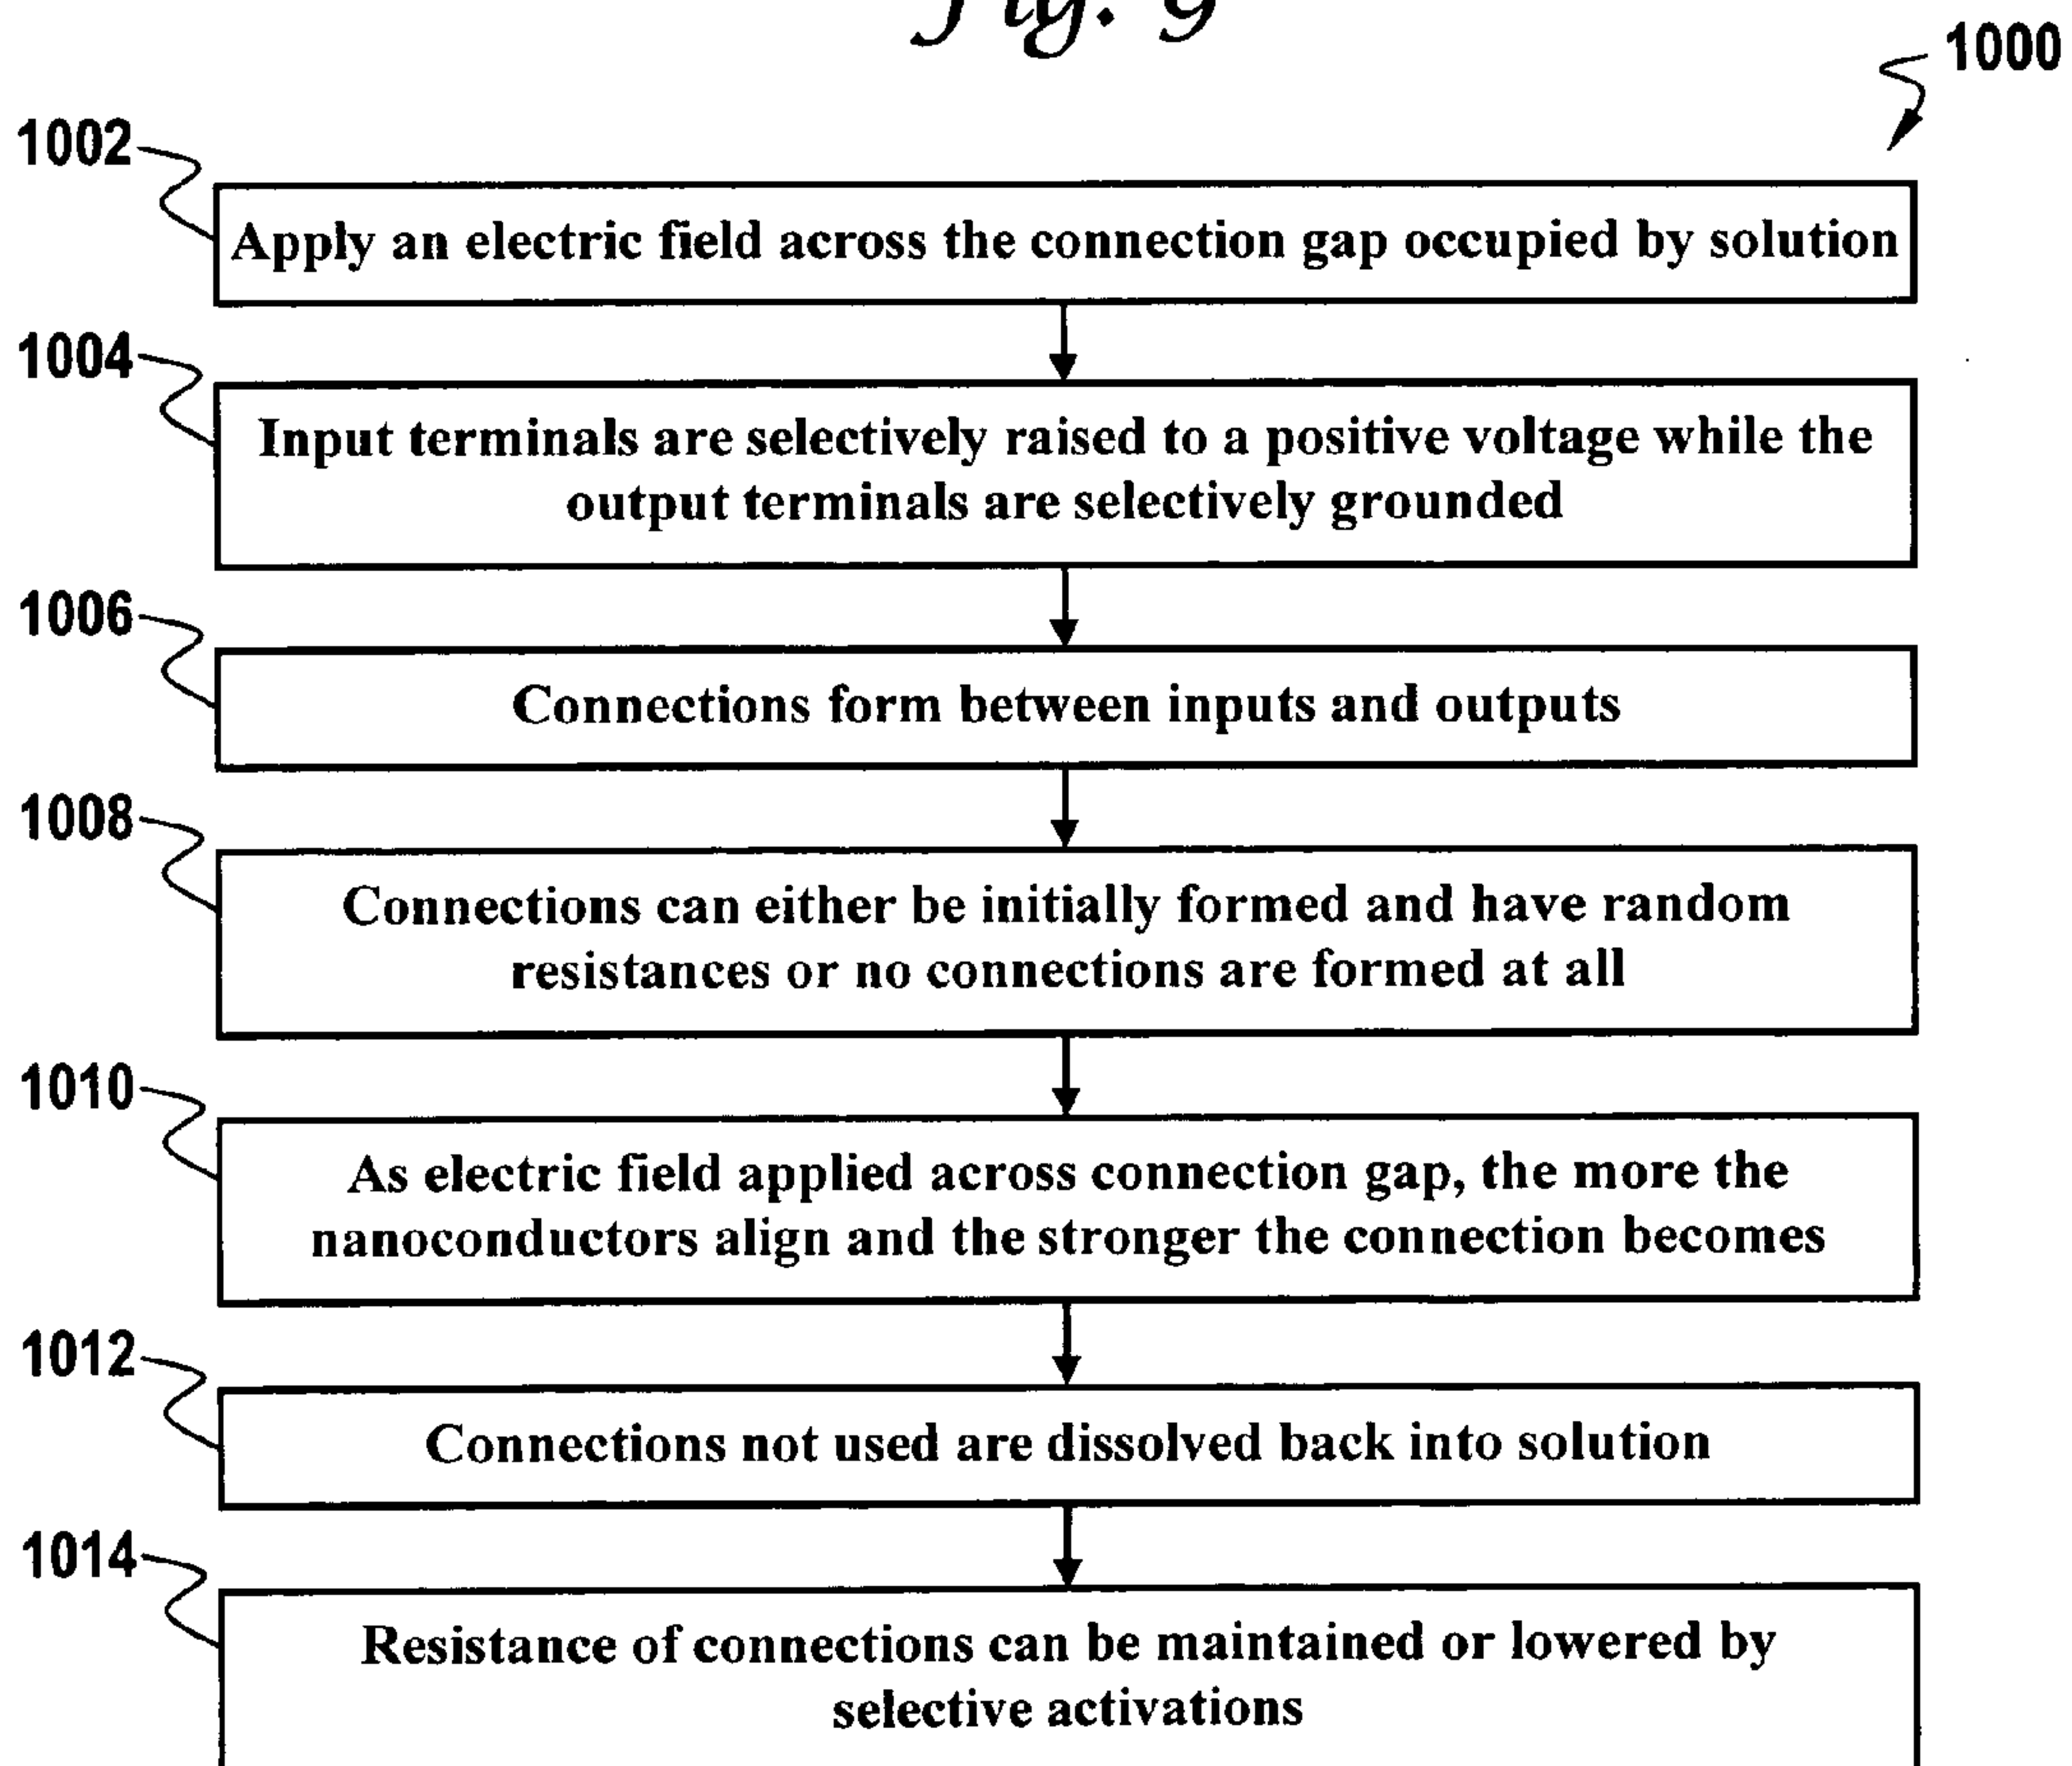 Fig. 9
1000
1002
Apply an electric field across the connection gap occupied by solution
1004
Input terminals are selectively raised to a positive voltage while the
output terminals are selectively grounded
1006
Connections form between inputs and outputs
1008
Connections can either be initially formed and have random
resistances or no connections are formed at all
1010
As electric field applied across connection gap, the more the
nanoconductors align and the stronger the connection becomes
1012
Connections not used are dissolved back into solution
1014
Resistance of connections can be maintained or lowered by
selective activations